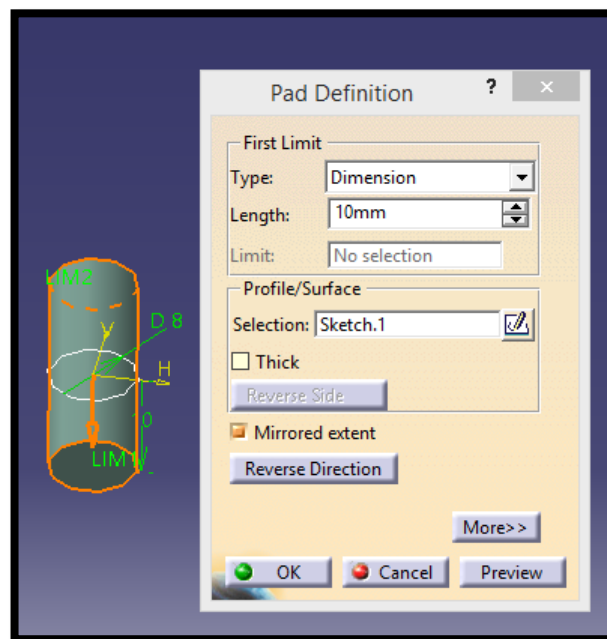 Pad Definition
?
×
First Limit
Type: Dimension
Length: 10mm
Limit: No selection
Profile/Surface
Selection: Sketch.1
Thick
Reverse Side
Mirrored extent
Reverse Direction
More>>
OK Cancel Preview
LIM2
V
D 8
H
10
LIM1